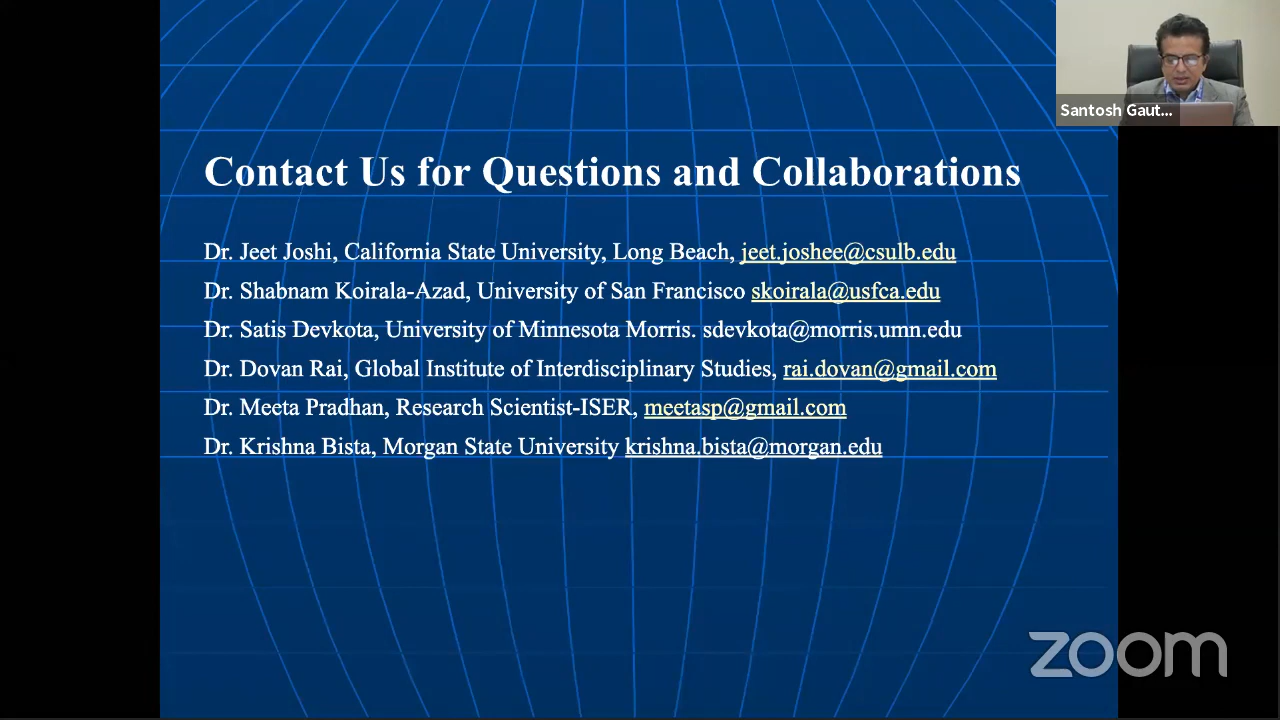 Santosh Gaut...
Contact Us for Questions and Collaborations
Dr. Jeet Joshi, California State University, Long Beach, jeet.joshee@csulb.edu
Dr. Shabnam Koirala-Azad, University of San Francisco skoirala@usfca.edu
Dr. Satis Devkota, University of Minnesota Morris. sdevkota@morris.umn.edu
Dr. Dovan Rai, Global Institute of Interdisciplinary Studies, rai.dovan@gmail.com
Dr. Meeta Pradhan, Research Scientist-ISER, meetasp@gmail.com
Dr. Krishna Bista, Morgan State University krishna.bista@morgan.edu
zoom